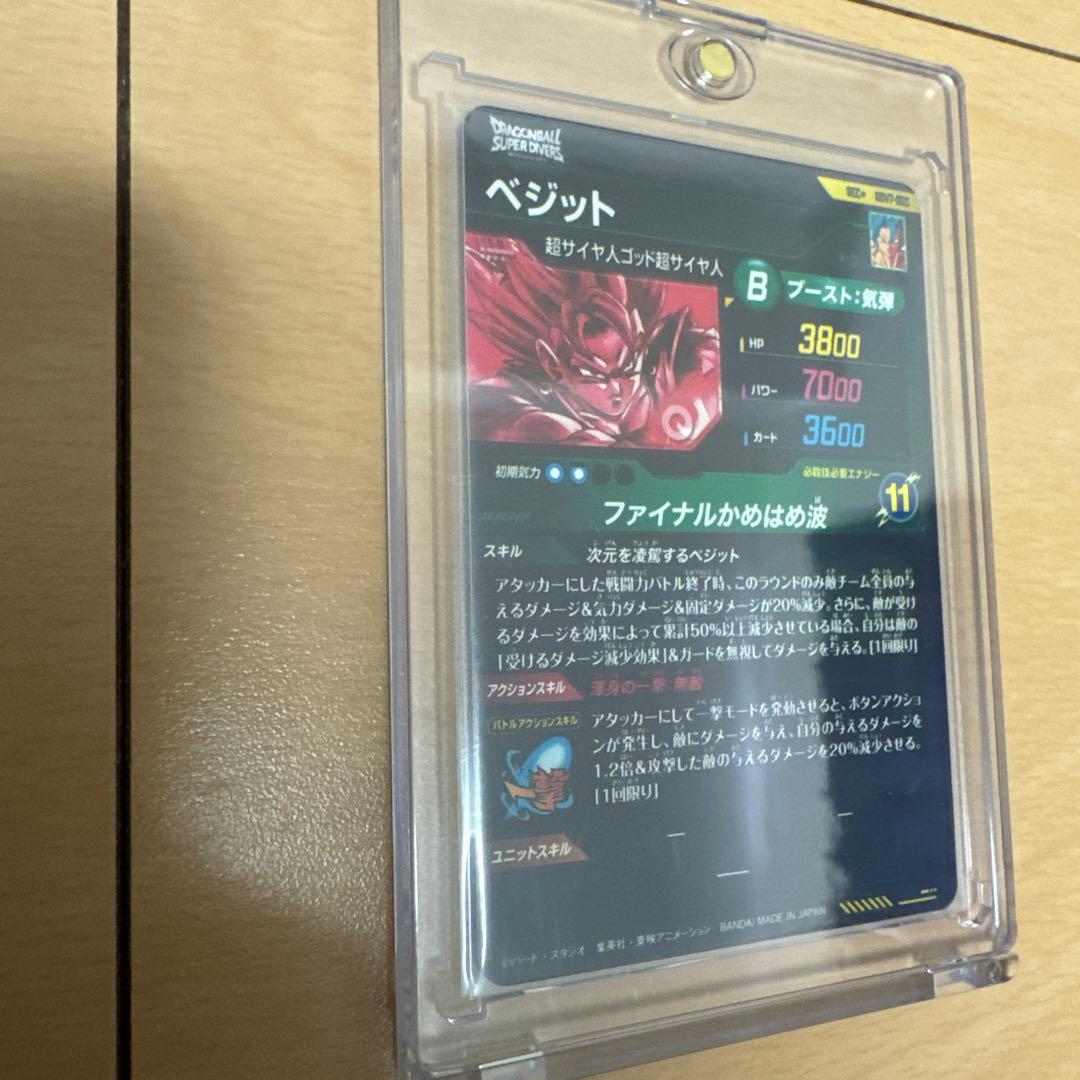 DRAGONBALL
SUPER DIVERS
SEC★ SDV7-SEC
ベジット
超サイヤ人ゴッド超サイヤ人
B ブースト:気弾
HP 3800
パワー 7000
ガード 3600
初期気力
必殺技必要エナジー
11
ファイナルかめはめ波
スキル 次元を凌駕するベジット
アタッカーにした戦闘力バトル終了時、このラウンドのみ敵チーム全員の与
えるダメージ&気力ダメージ&固定ダメージが20%減少。さらに、敵が受け
るダメージを効果によって累計50%以上減少させている場合、自分は敵の
「受けるダメージ減少効果」&ガードを無視してダメージを与える。[1回限り]
アクションスキル 渾身の一撃:無敵
バトルアクションスキル
アタッカーにして一撃モードを発動させると、ボタンアクショ
ンが発生し、敵にダメージを与え、自分の与えるダメージを
1.2倍&攻撃した敵の与えるダメージを20%減少させる。
[1回限り]
一撃
ユニットスキル
バード・スタジオ 集英社・東映アニメーション BANDAI MADE IN JAPAN